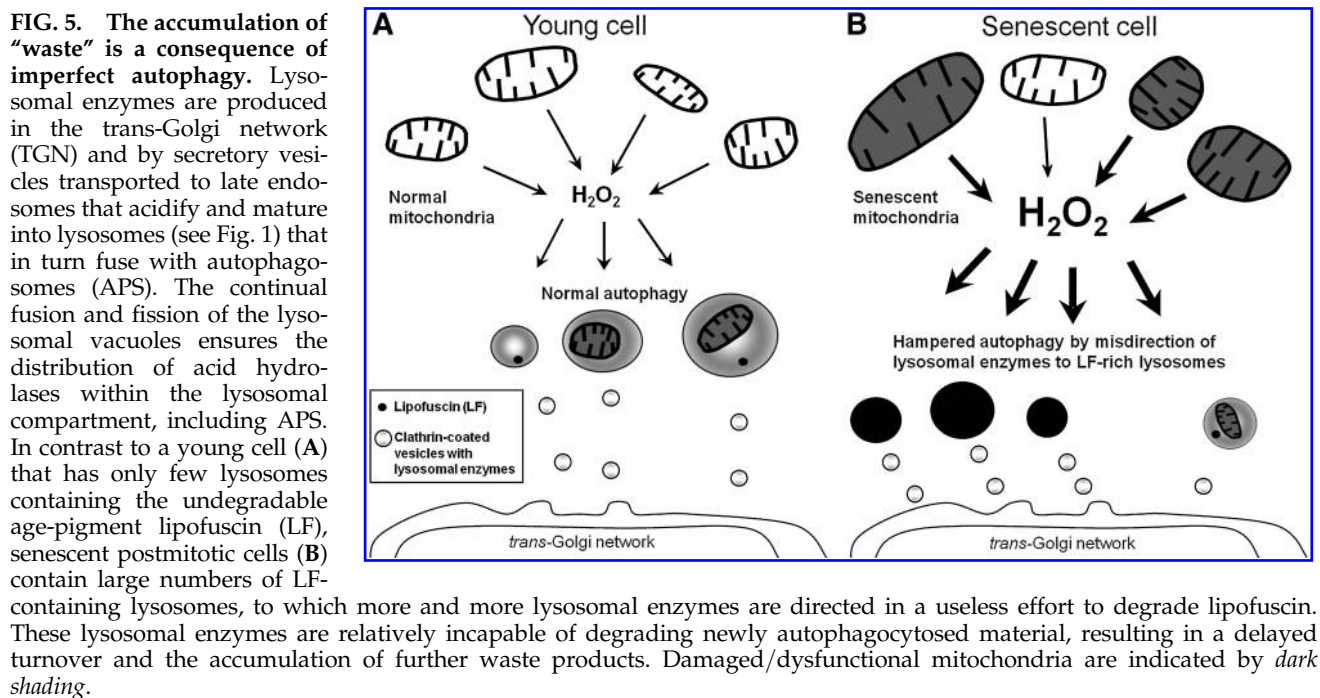 FIG. 5. The accumulation of
“waste” is a consequence of
imperfect autophagy. Lyso-
somal enzymes are produced
in the trans-Golgi network
(TGN) and by secretory vesi-
cles transported to late endo-
somes that acidify and mature
into lysosomes (see Fig. 1) that
in turn fuse with autophago-
somes (APS). The continual
fusion and fission of the lyso-
somal vacuoles ensures the
distribution of acid hydro-
lases within the lysosomal
compartment, including APS.
In contrast to a young cell (A)
that has only few lysosomes
containing the undegradable
age-pigment lipofuscin (LF),
senescent postmitotic cells (B)
contain large numbers of LF-
containing lysosomes, to which more and more lysosomal enzymes are directed in a useless effort to degrade lipofuscin.
These lysosomal enzymes are relatively incapable of degrading newly autophagocytosed material, resulting in a delayed
turnover and the accumulation of further waste products. Damaged/dysfunctional mitochondria are indicated by dark
shading.
A
Young cell
Normal
mitochondria
H₂O₂
Normal autophagy
Lipofuscin (LF)
Clathrin-coated
vesicles with
lysosomal enzymes
trans-Golgi network
B
Senescent cell
Senescent
mitochondria
H₂O₂
Hampered autophagy by misdirection of
lysosomal enzymes to LF-rich lysosomes
trans-Golgi network